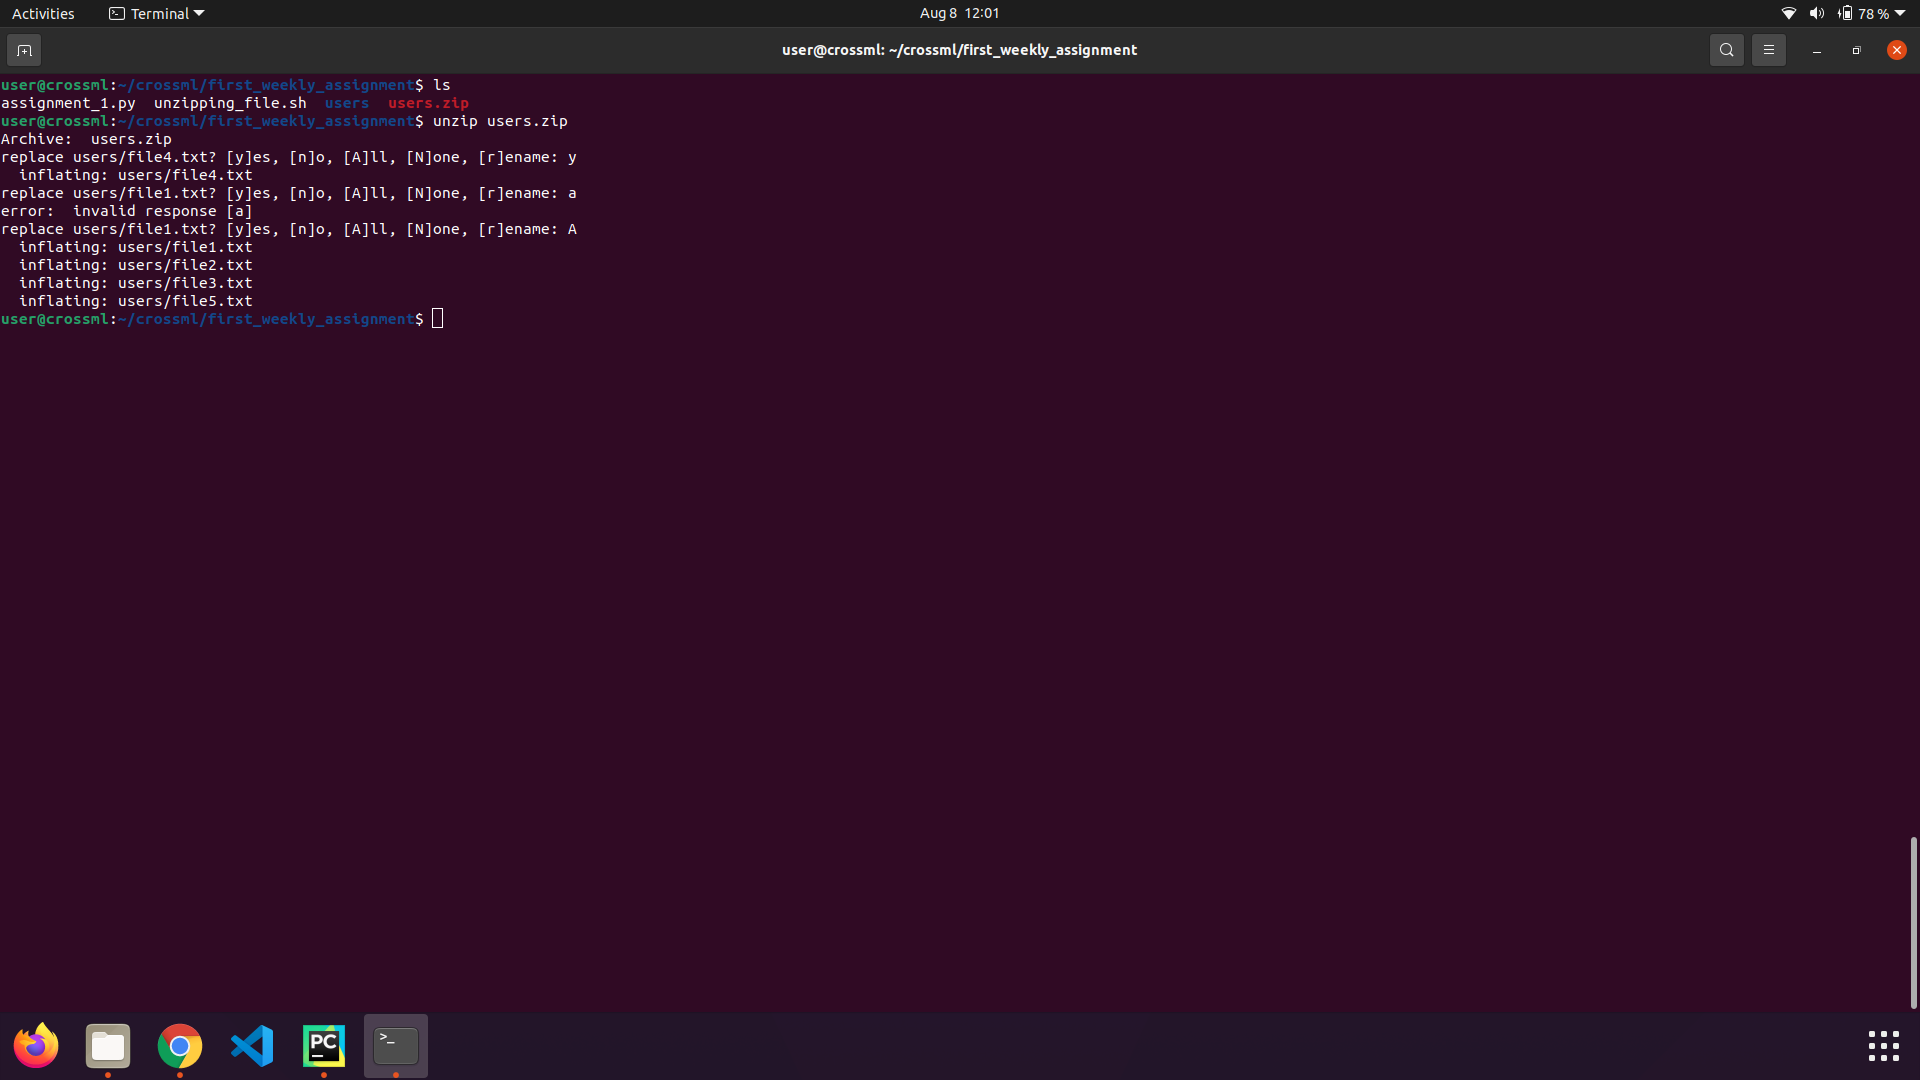 Activities Terminal Aug 8 12:01 78 %
user@crossml: ~/crossml/first_weekly_assignment
user@crossml:~/crossml/first_weekly_assignment$ ls
assignment_1.py  unzipping_file.sh  users  users.zip
user@crossml:~/crossml/first_weekly_assignment$ unzip users.zip
Archive:  users.zip
replace users/file4.txt? [y]es, [n]o, [A]ll, [N]one, [r]ename: y
  inflating: users/file4.txt
replace users/file1.txt? [y]es, [n]o, [A]ll, [N]one, [r]ename: a
error:  invalid response [a]
replace users/file1.txt? [y]es, [n]o, [A]ll, [N]one, [r]ename: A
  inflating: users/file1.txt
  inflating: users/file2.txt
  inflating: users/file3.txt
  inflating: users/file5.txt
user@crossml:~/crossml/first_weekly_assignment$
PC
>_